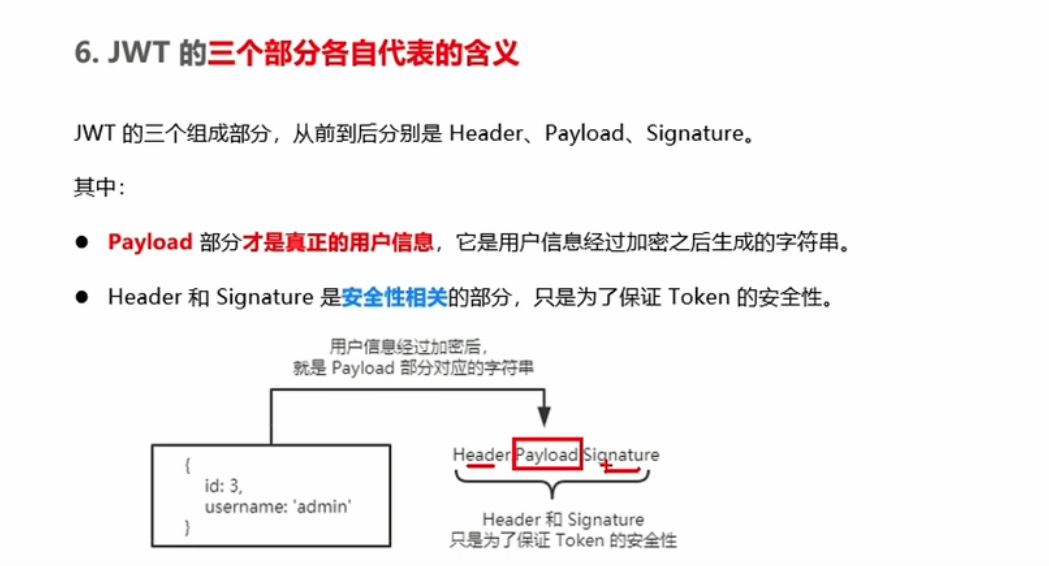 6. JWT 的三个部分各自代表的含义
JWT 的三个组成部分，从前到后分别是 Header、Payload、Signature。
其中：
● Payload 部分才是真正的用户信息，它是用户信息经过加密之后生成的字符串。
● Header 和 Signature 是安全性相关的部分，只是为了保证 Token 的安全性。
用户信息经过加密后，
就是 Payload 部分对应的字符串
{
id: 3,
username: 'admin'
}
Header.Payload.Signature
Header 和 Signature
只是为了保证 Token 的安全性